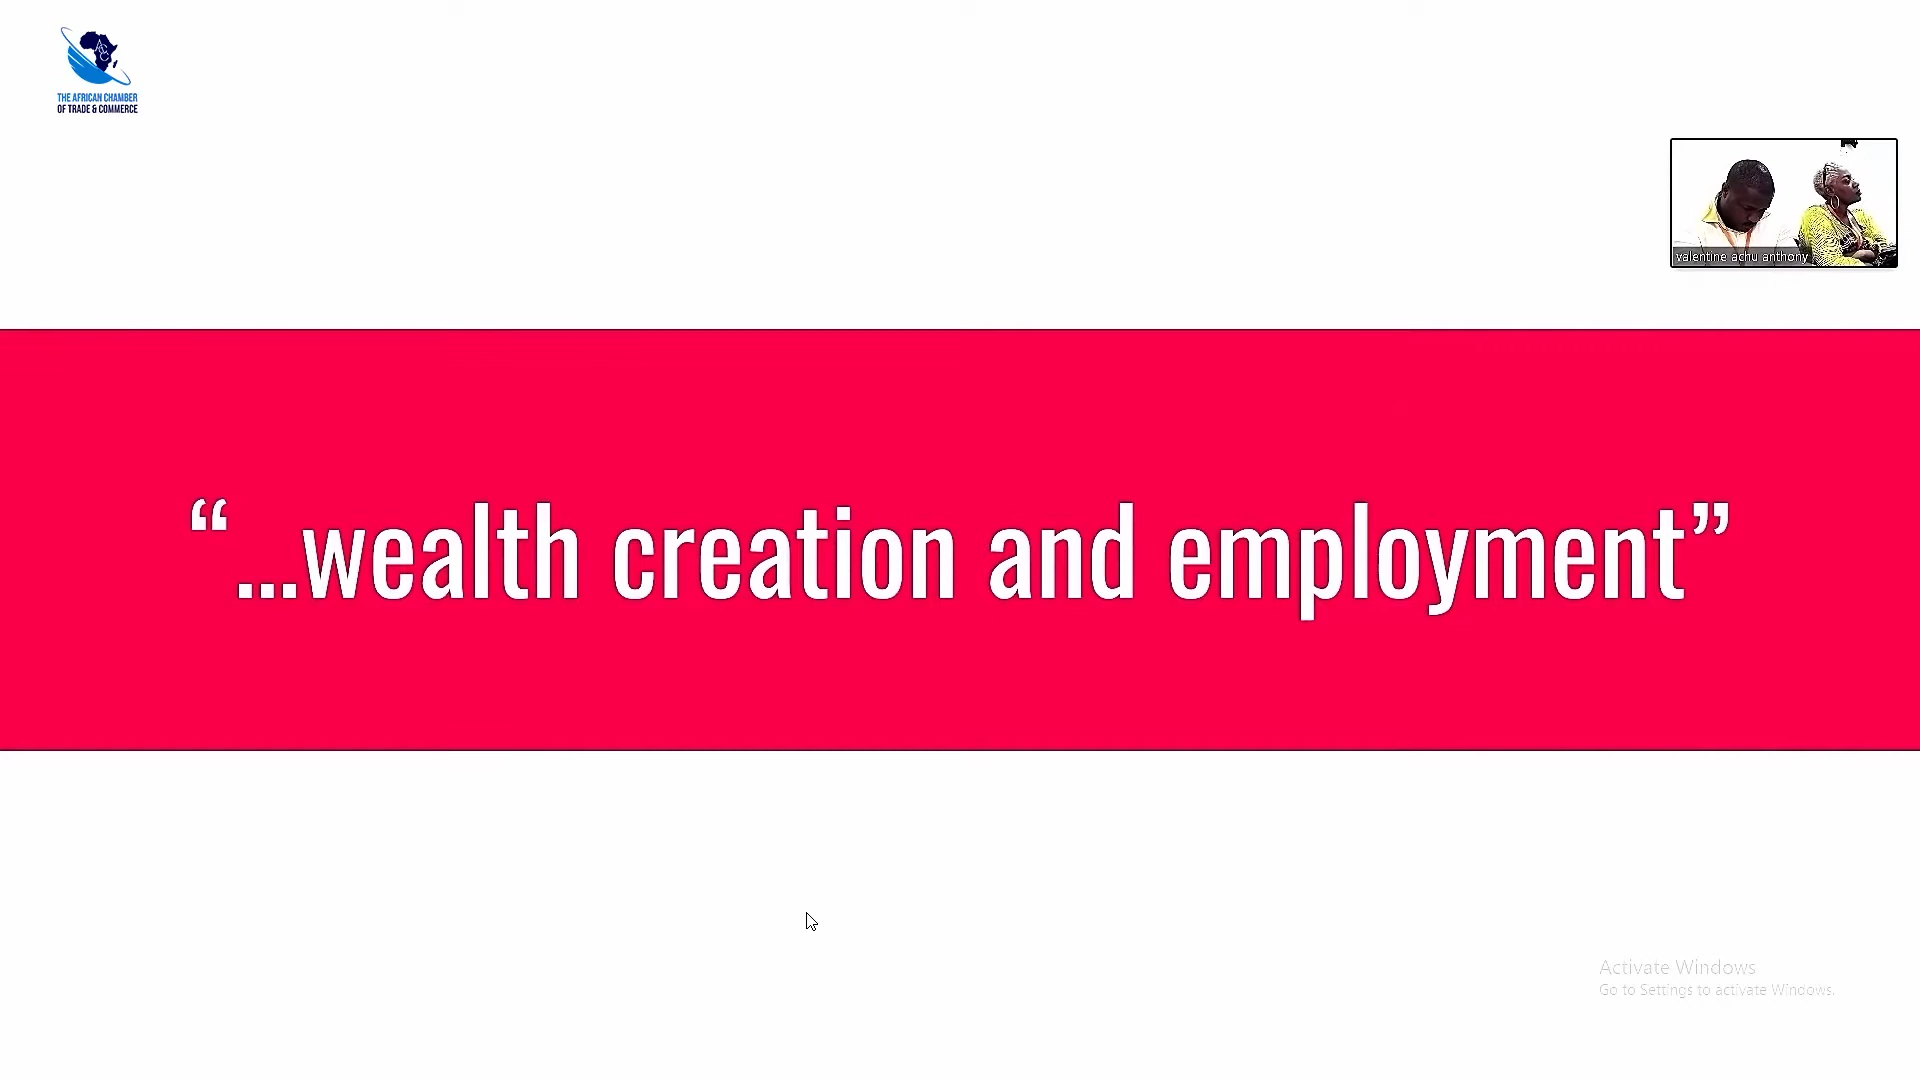 ACC
THE AFRICAN CHAMBER
OF TRADE & COMMERCE
valentine achu anthony
“...wealth creation and employment”
Activate Windows
Go to Settings to activate Windows.